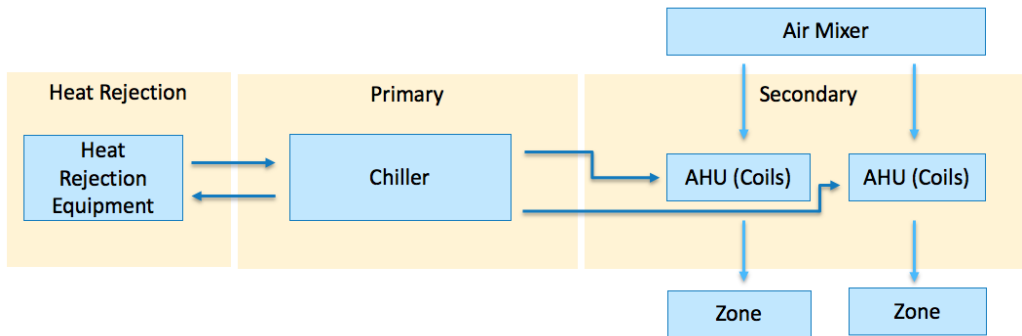 Air Mixer
Heat Rejection
Primary
Secondary
Heat
Rejection
Equipment
Chiller
AHU (Coils)
AHU (Coils)
Zone
Zone